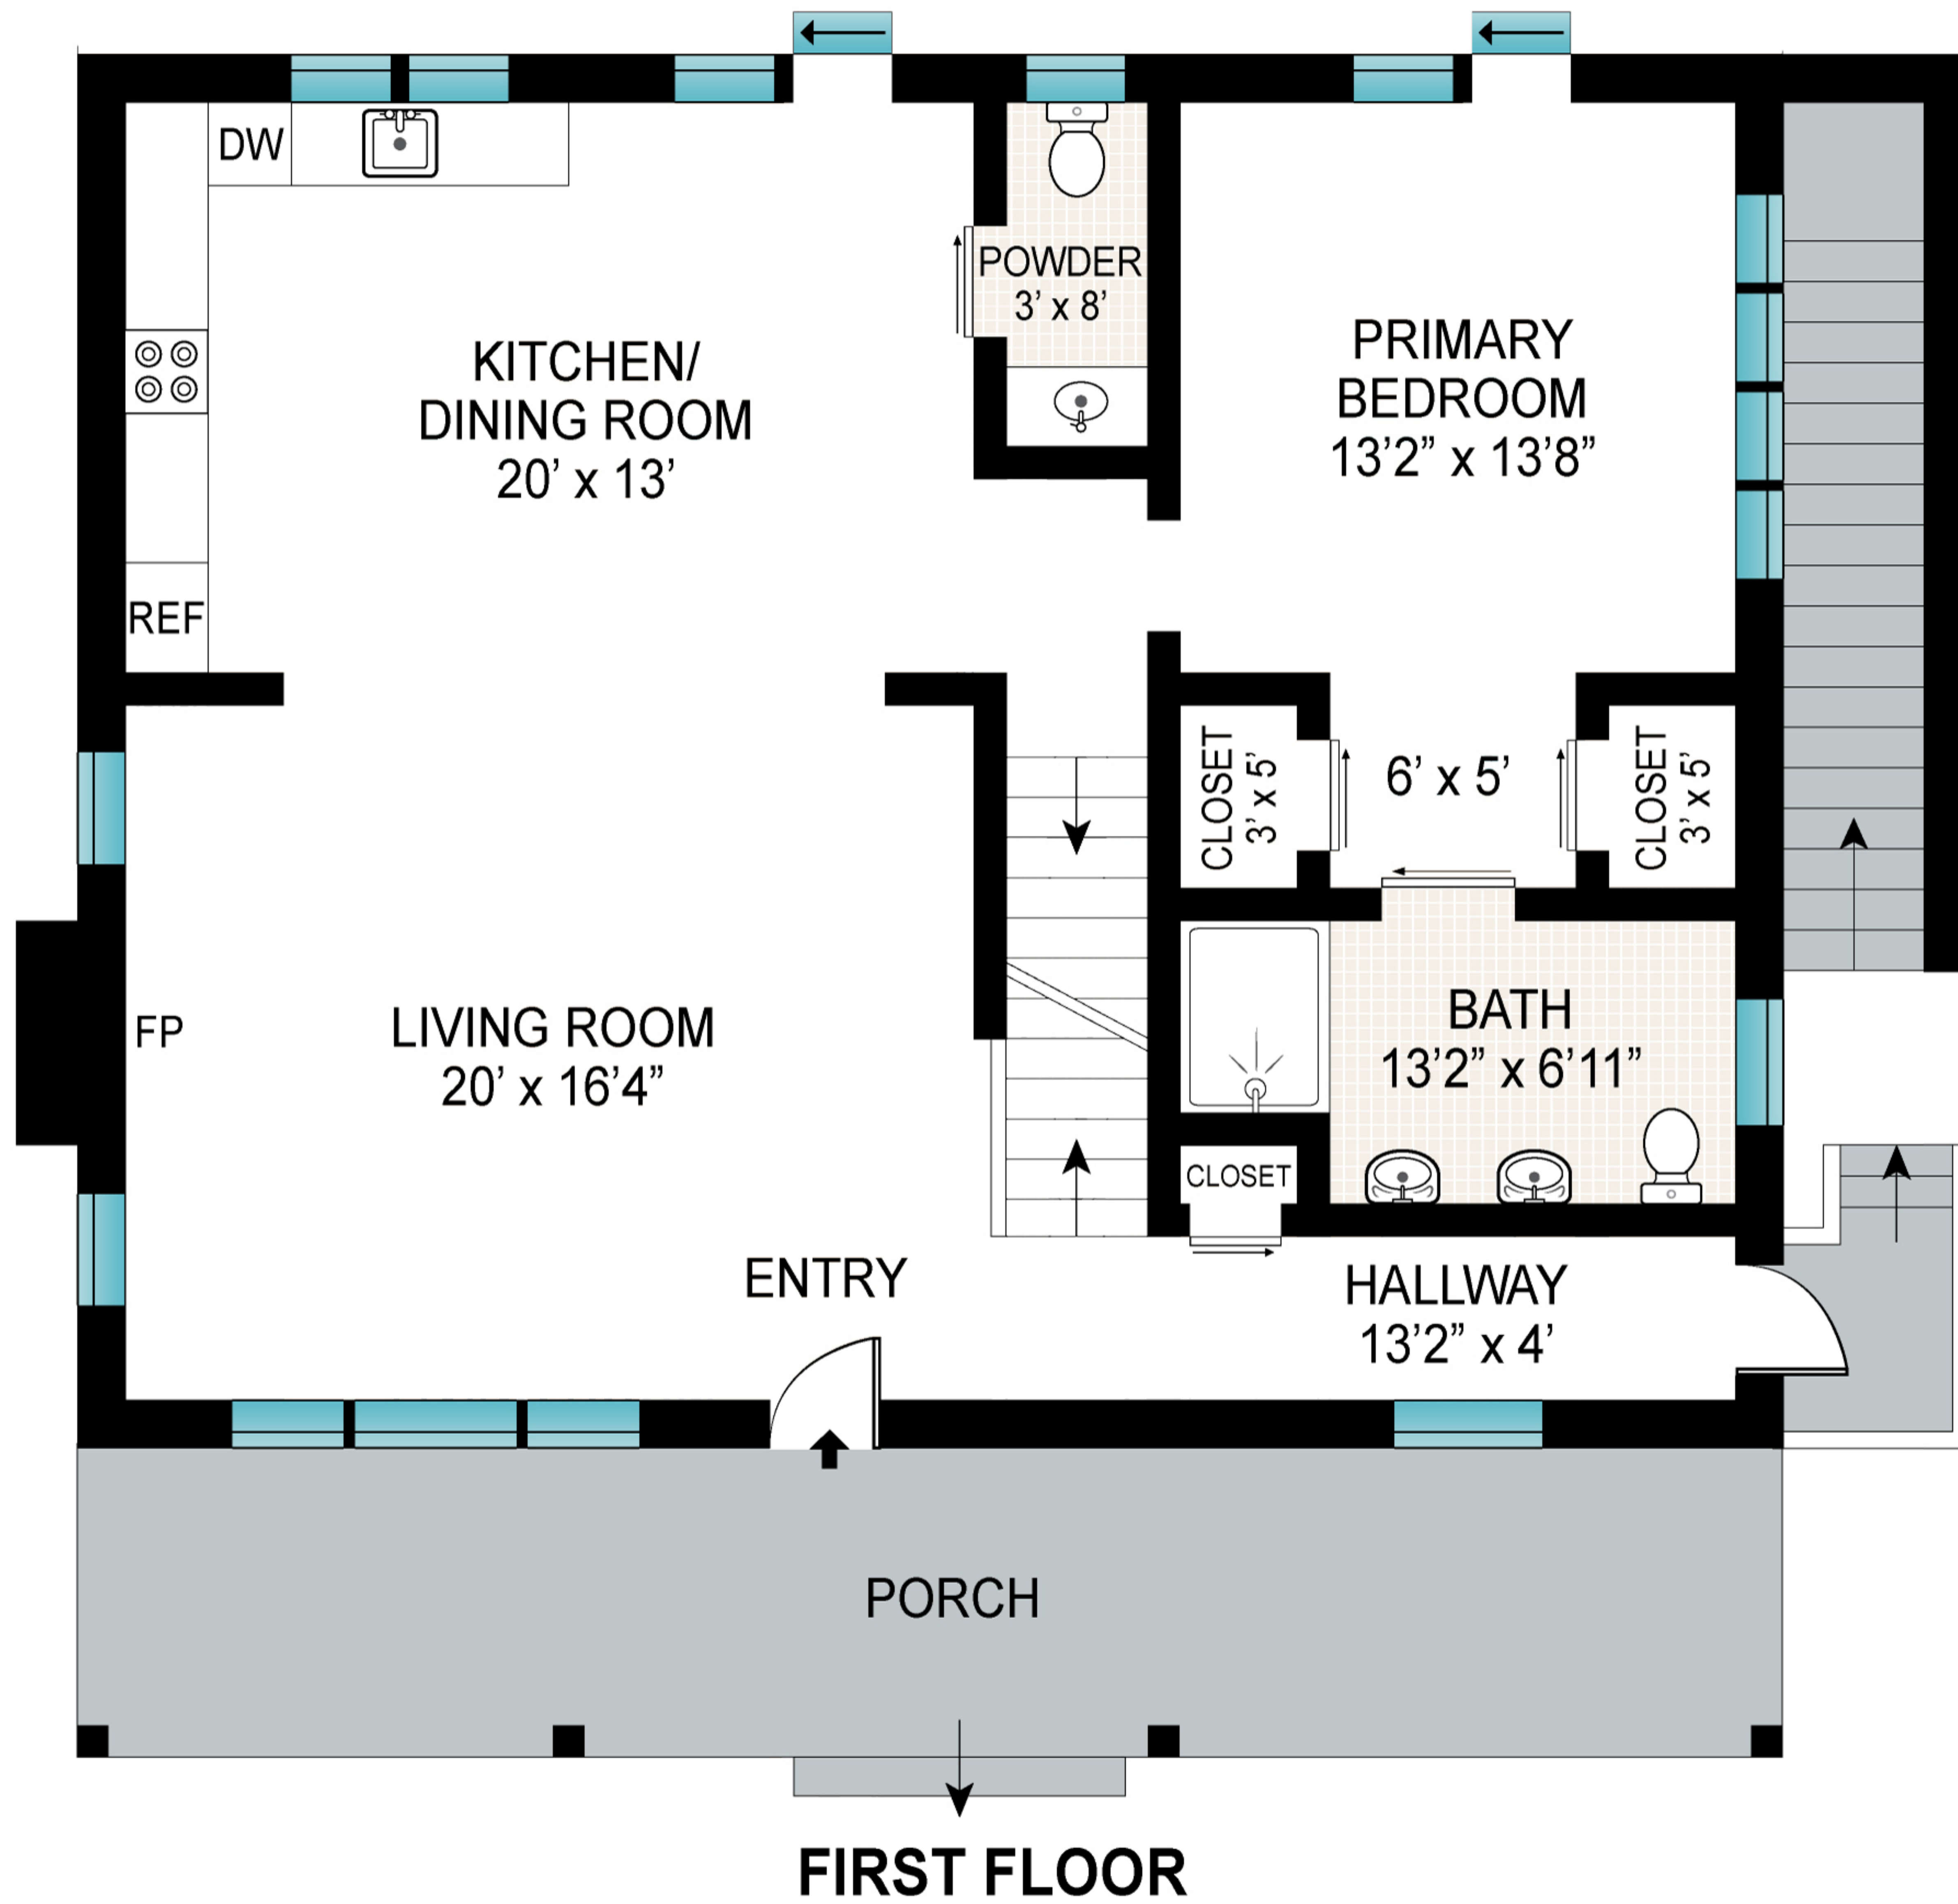 DW
POWDER
3’ x 8’
KITCHEN/
DINING ROOM
20’ x 13’
PRIMARY
BEDROOM
13’2” x 13’8”
REF
CLOSET
3’ x 5’
6’ x 5’
CLOSET
3’ x 5’
FP
LIVING ROOM
20’ x 16’4”
BATH
13’2” x 6’11”
CLOSET
ENTRY
HALLWAY
13’2” x 4’
PORCH
FIRST FLOOR